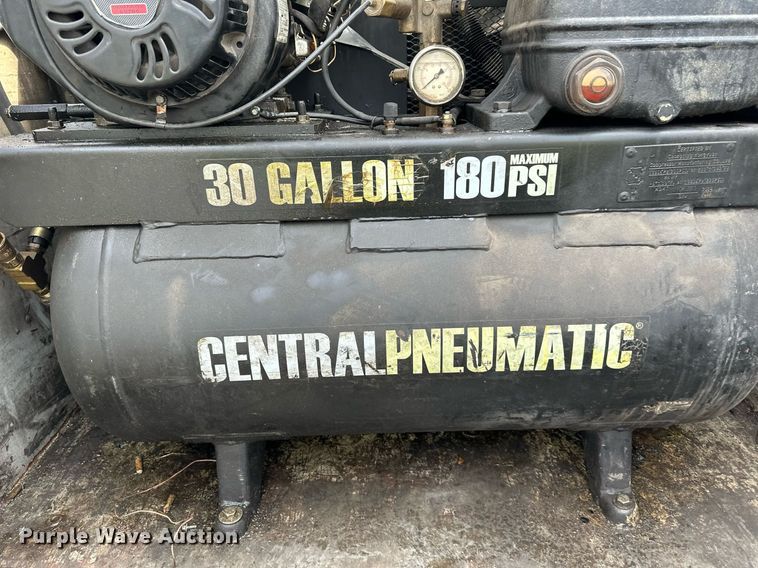 30 GALLON 180 MAXIMUM PSI
CENTRALPNEUMATIC®
Purple Wave Auction